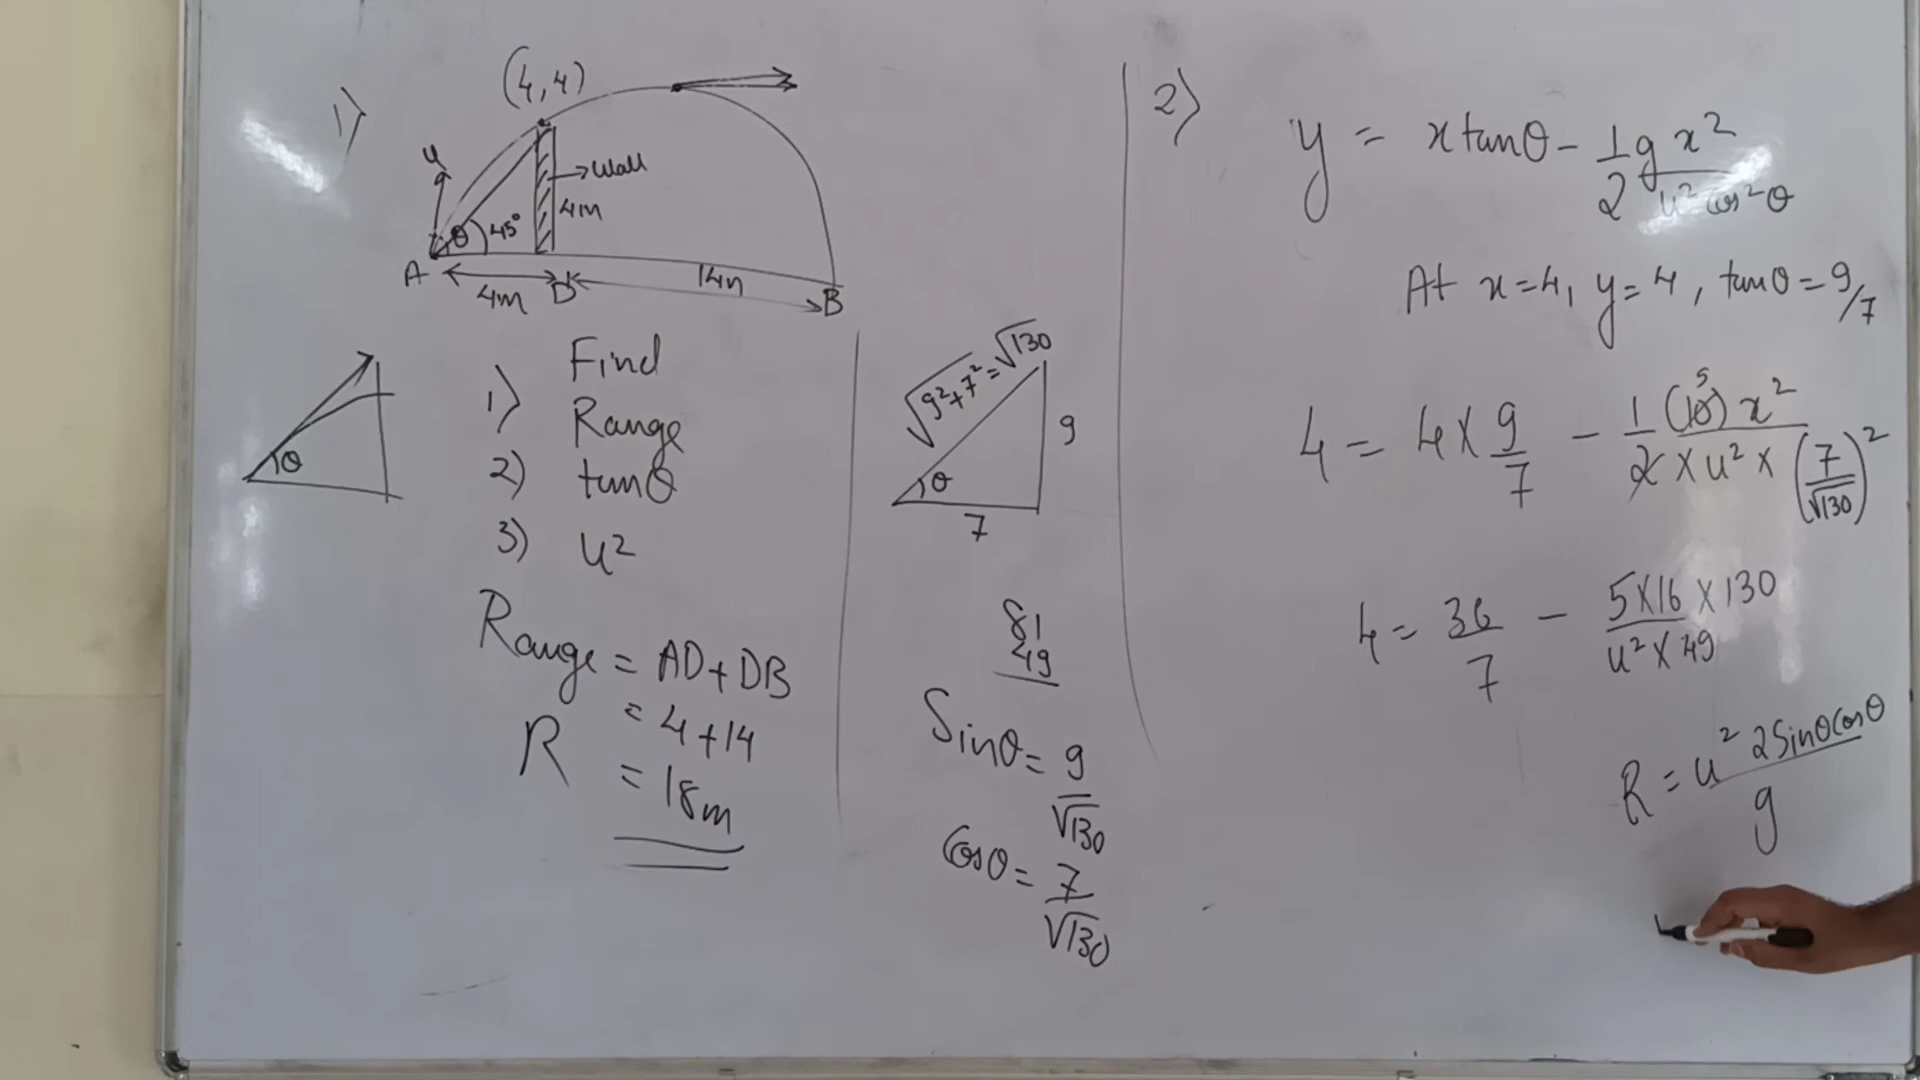 1)
(4,4)
u
→ Wall
4m
θ 45°
A
4m
D
14m
B
θ
Find
1) Range
2) tanθ
3) u²
Range = AD + DB
= 4 + 14
R = 18m
√9²+7² = √130
9
θ
7
81
49
Sinθ = 9/√130
Cosθ = 7/√130
2)
y = x tanθ - 1/2 g x²/u² cos²θ
At x=4, y=4, tanθ = 9/7
4 = 4 × 9/7 - 1 (10) 5 x²/2 × u² × (7/√130)²
4 = 36/7 - 5×16×130/u² × 49
R = u² 2 Sinθ Cosθ/g